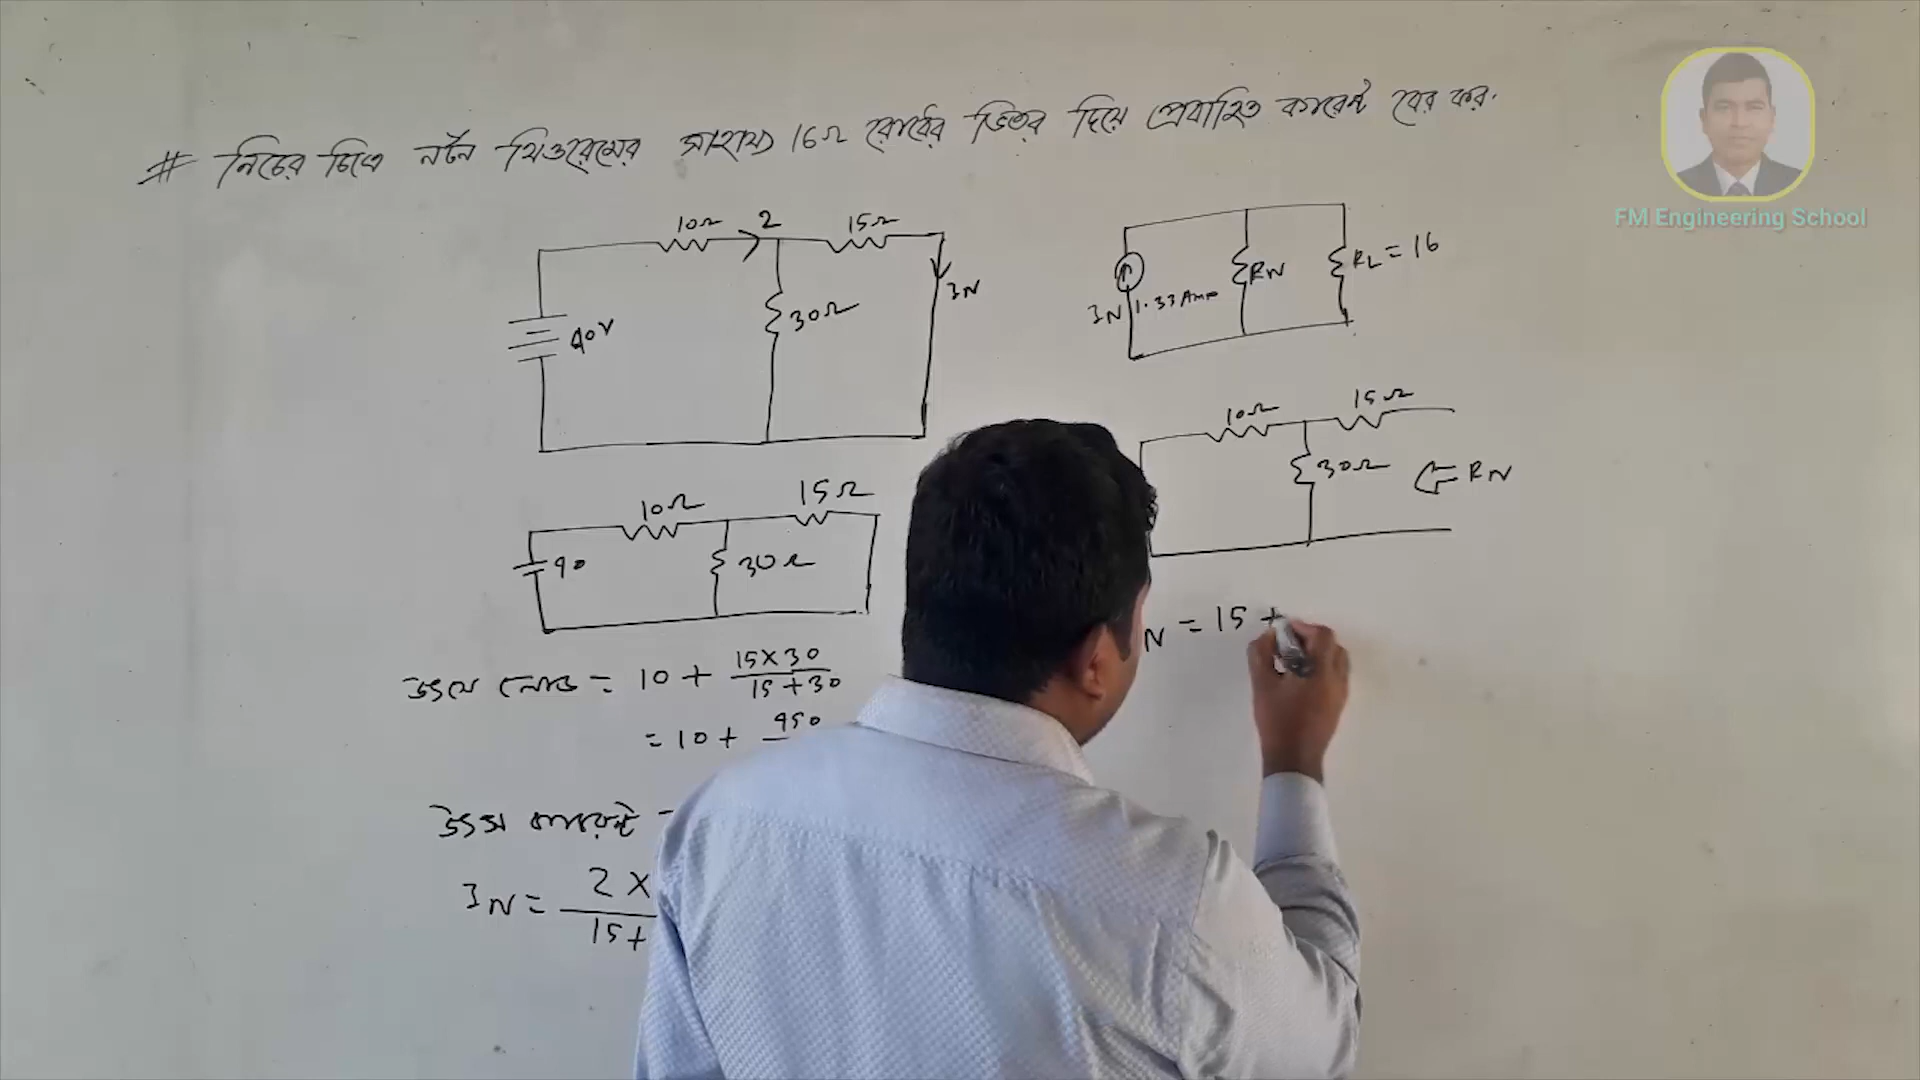 # নিচের চিত্রে নর্টন থিওরেমের সাহায্যে 16Ω রোধের ভিতর দিয়ে প্রবাহিত কারেন্ট বের কর.
FM Engineering School
10Ω 2 15Ω
40V 30Ω IN
IN 1.33 Amp RN RL = 16
10Ω 15Ω
30Ω RN
10Ω 15Ω
40 30Ω
N = 15 +
= 10 + 15×30 / 15+30
= 10 + 450
উৎস কারেন্ট =
IN = 2 × / 15+